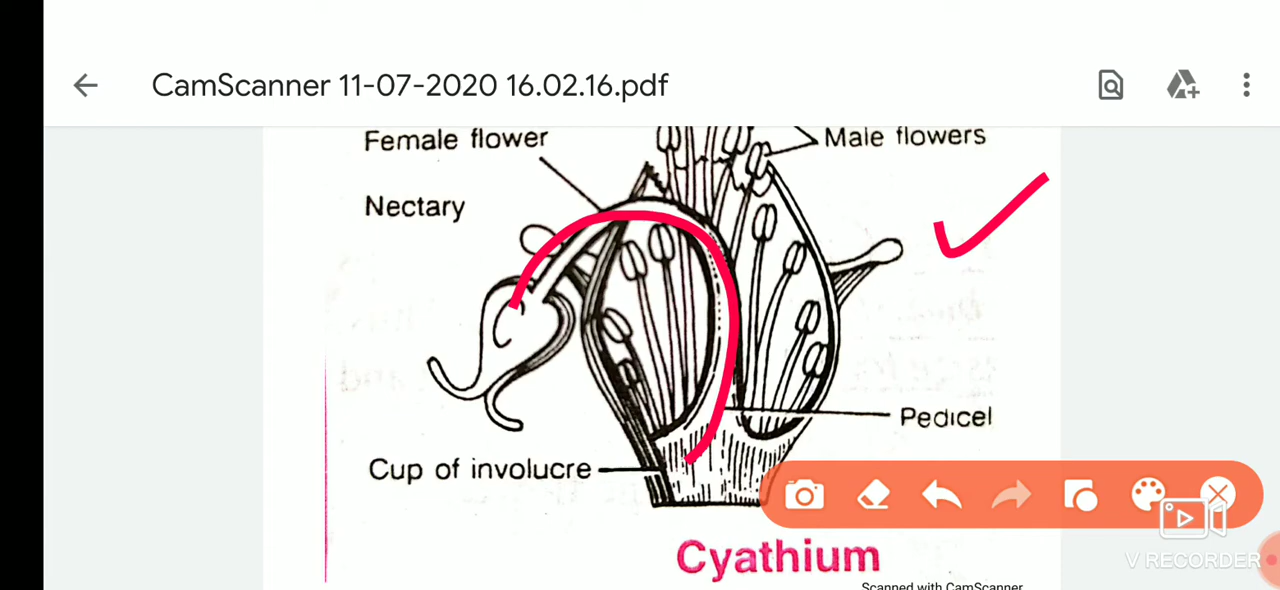 CamScanner 11-07-2020 16.02.16.pdf
Female flower
Male flowers
Nectary
Pedicel
Cup of involucre
Cyathium
Scanned with CamScanner
V RECORDER